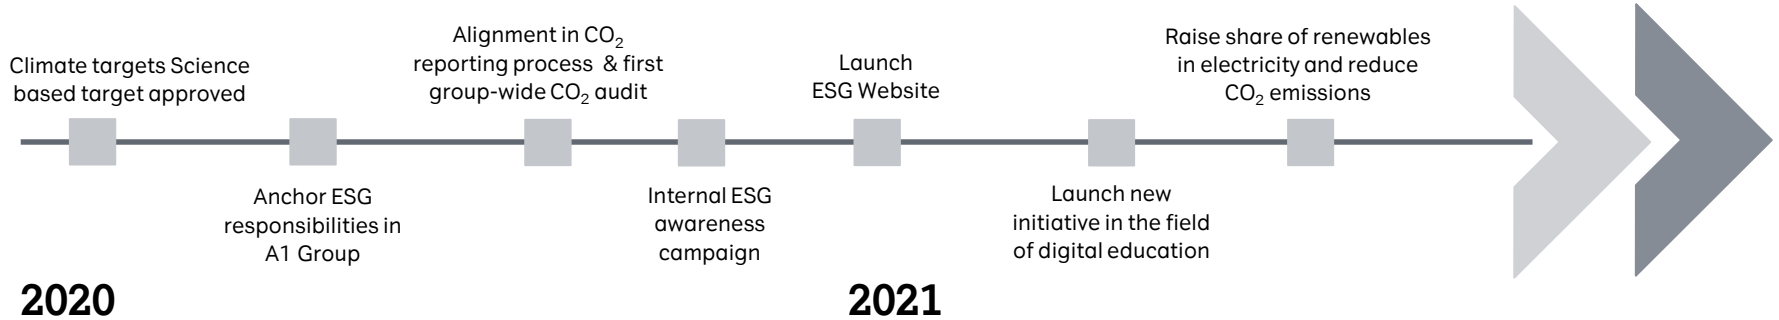 Climate targets Science
based target approved
Anchor ESG
responsibilities in
A1 Group
Alignment in CO₂
reporting process & first
group-wide CO₂ audit
Internal ESG
awareness
campaign
Launch
ESG Website
Launch new
initiative in the field
of digital education
Raise share of renewables
in electricity and reduce
CO₂ emissions
2020
2021